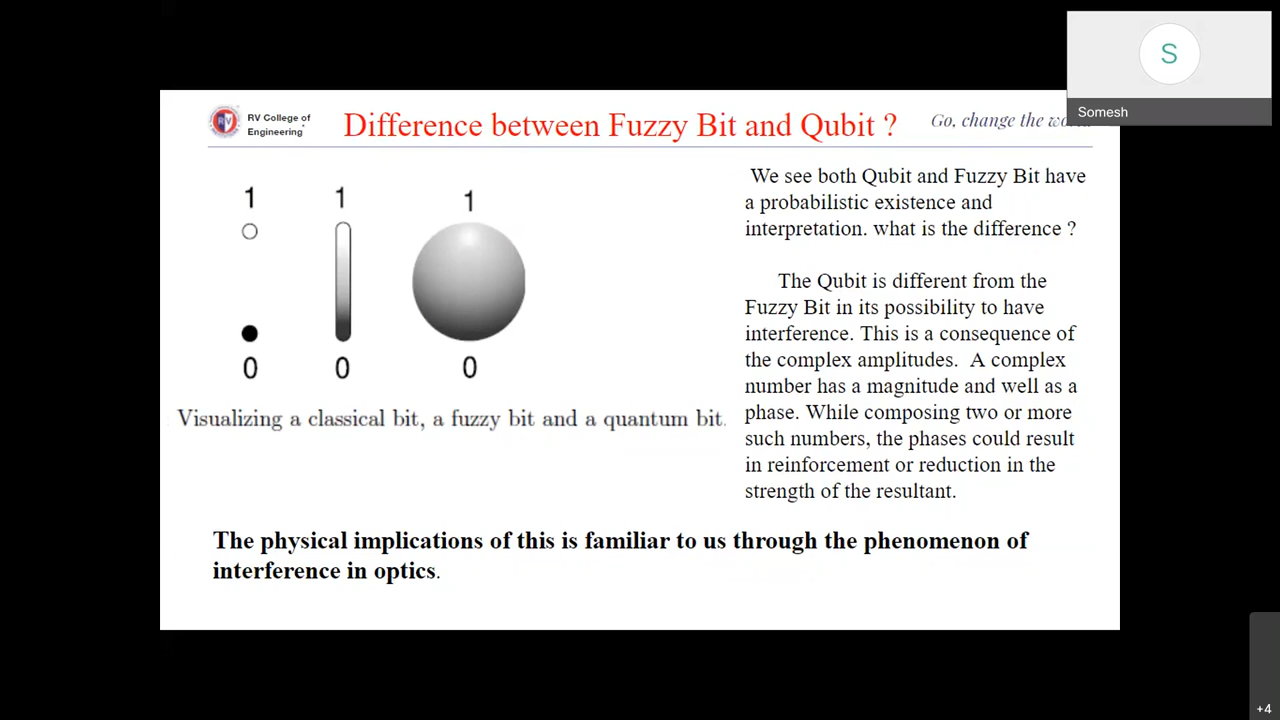 S
Somesh
RV College of
Engineering
Difference between Fuzzy Bit and Qubit ?
Go, change the
1 1 1
0 0 0
Visualizing a classical bit, a fuzzy bit and a quantum bit.
We see both Qubit and Fuzzy Bit have
a probabilistic existence and
interpretation. what is the difference ?
The Qubit is different from the
Fuzzy Bit in its possibility to have
interference. This is a consequence of
the complex amplitudes. A complex
number has a magnitude and well as a
phase. While composing two or more
such numbers, the phases could result
in reinforcement or reduction in the
strength of the resultant.
The physical implications of this is familiar to us through the phenomenon of
interference in optics.
+4